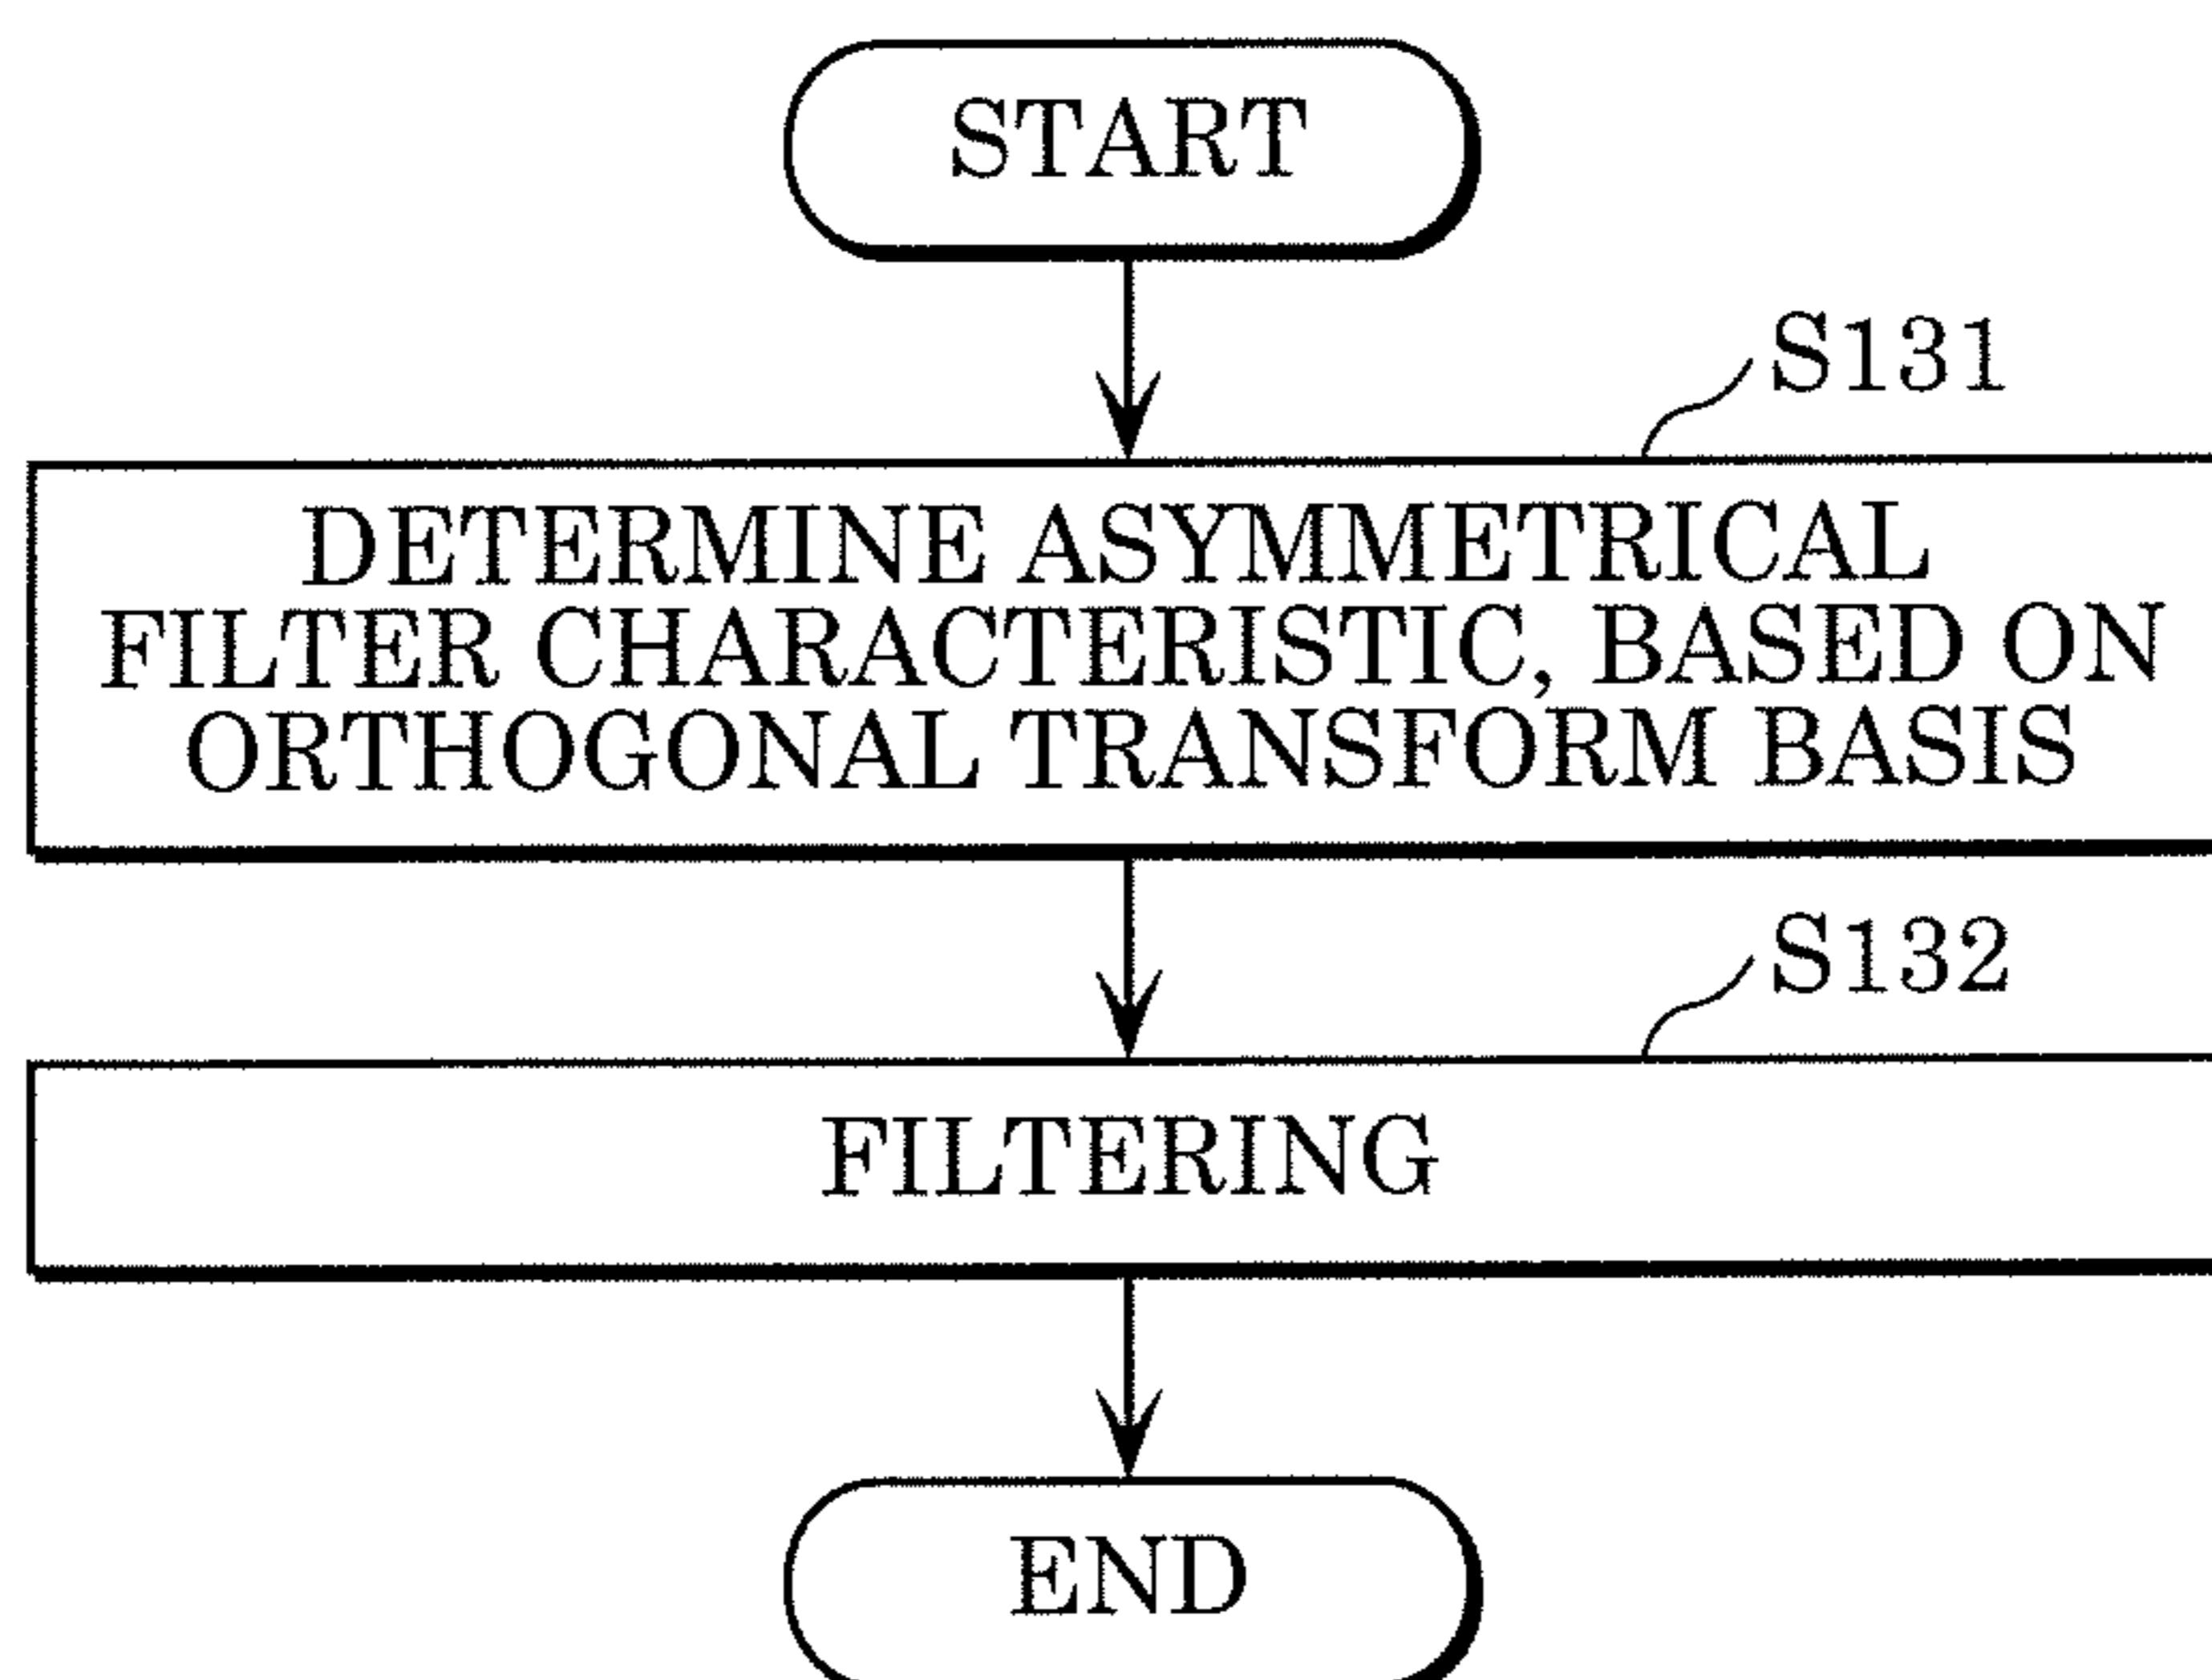 START
S131
DETERMINE ASYMMETRICAL
FILTER CHARACTERISTIC, BASED ON
ORTHOGONAL TRANSFORM BASIS
S132
FILTERING
END